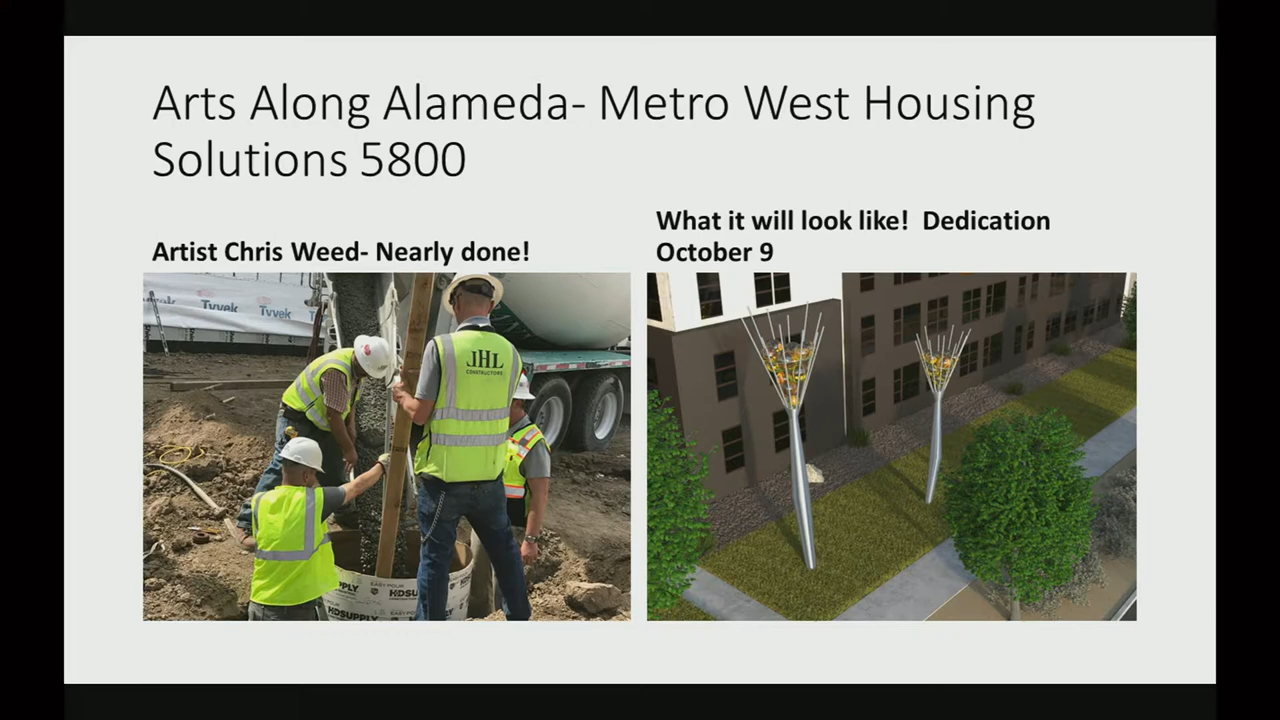 Arts Along Alameda- Metro West Housing
Solutions 5800
Artist Chris Weed- Nearly done!
What it will look like!  Dedication
October 9
Tyvek
Tyvek
JHL
CONSTRUCTORS
EASY POUR
HDSUPPLY